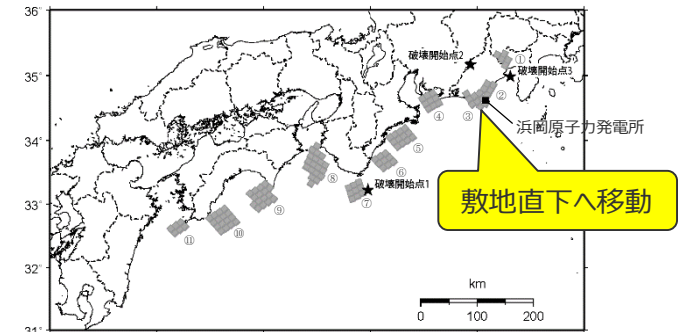 36°
35°
34°
33°
32°
31°
破壊開始点2
①
破壊開始点3
②
③
④
浜岡原子力発電所
⑤
⑥
⑧
破壊開始点1
⑦
⑨
⑩
⑪
敷地直下へ移動
km
0 100 200